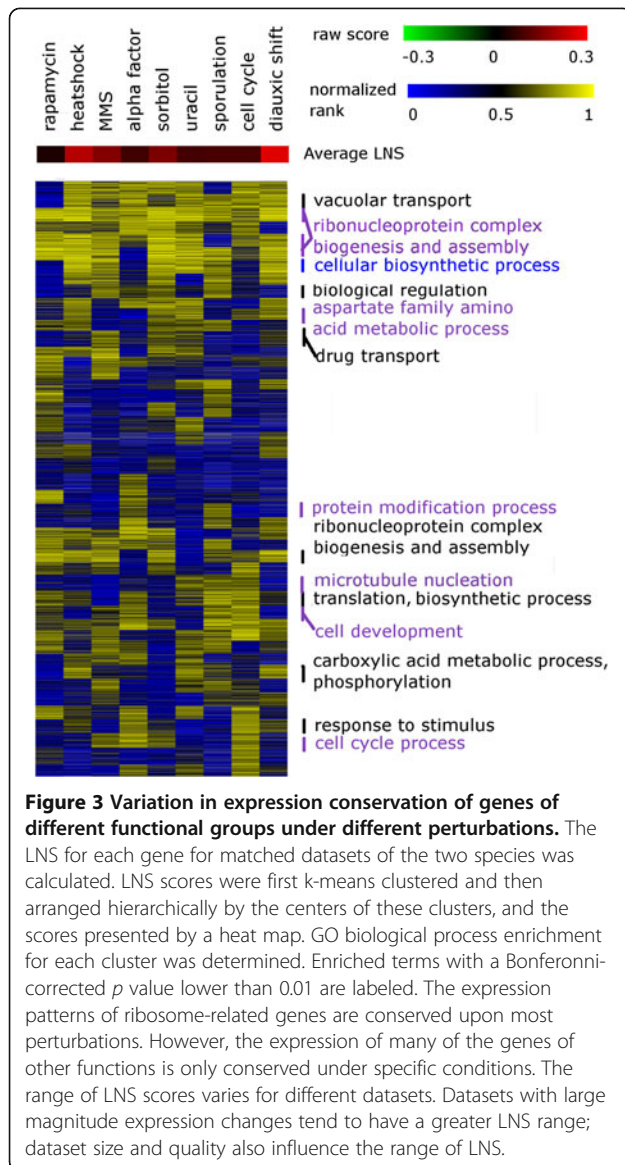 raw score
-0.3 0 0.3
normalized
rank
0 0.5 1
rapamycin
heatshock
MMS
alpha factor
sorbitol
uracil
sporulation
cell cycle
diauxic shift
Average LNS
vacuolar transport
ribonucleoprotein complex
biogenesis and assembly
cellular biosynthetic process
biological regulation
aspartate family amino
acid metabolic process
drug transport
protein modification process
ribonucleoprotein complex
biogenesis and assembly
microtubule nucleation
translation, biosynthetic process
cell development
carboxylic acid metabolic process,
phosphorylation
response to stimulus
cell cycle process
Figure 3 Variation in expression conservation of genes of
different functional groups under different perturbations. The
LNS for each gene for matched datasets of the two species was
calculated. LNS scores were first k-means clustered and then
arranged hierarchically by the centers of these clusters, and the
scores presented by a heat map. GO biological process enrichment
for each cluster was determined. Enriched terms with a Bonferonni-
corrected p value lower than 0.01 are labeled. The expression
patterns of ribosome-related genes are conserved upon most
perturbations. However, the expression of many of the genes of
other functions is only conserved under specific conditions. The
range of LNS scores varies for different datasets. Datasets with large
magnitude expression changes tend to have a greater LNS range;
dataset size and quality also influence the range of LNS.